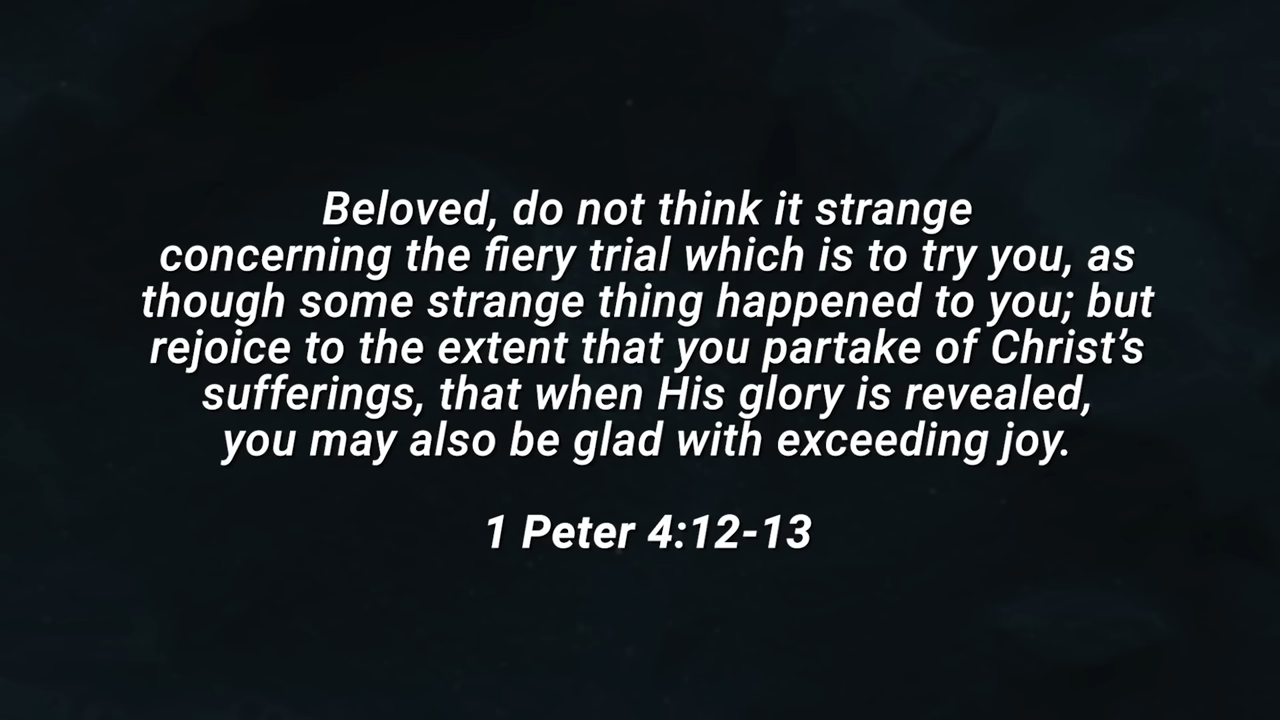 Beloved, do not think it strange
concerning the fiery trial which is to try you, as
though some strange thing happened to you; but
rejoice to the extent that you partake of Christ’s
sufferings, that when His glory is revealed,
you may also be glad with exceeding joy.
1 Peter 4:12-13